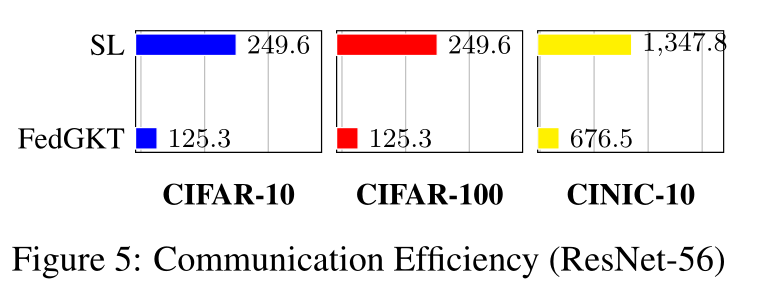 SL 249.6 249.6 1,347.8
FedGKT 125.3 125.3 676.5
CIFAR-10 CIFAR-100 CINIC-10
Figure 5: Communication Efficiency (ResNet-56)